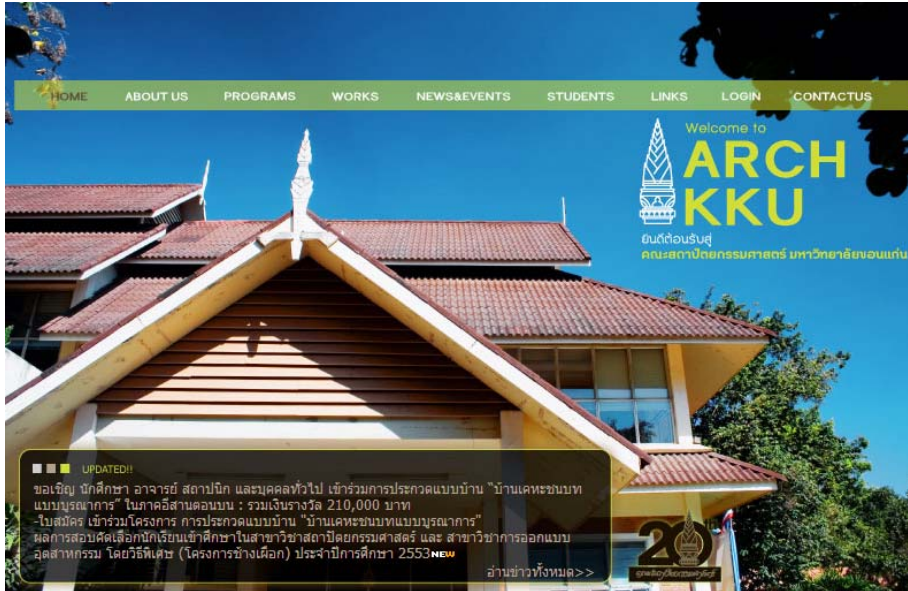 HOME ABOUT US PROGRAMS WORKS NEWS&EVENTS STUDENTS LINKS LOGIN CONTACTUS
Welcome to
ARCH
KKU
ยินดีต้อนรับสู่
คณะสถาปัตยกรรมศาสตร์ มหาวิทยาลัยขอนแก่น
UPDATED!!
ขอเชิญ นักศึกษา อาจารย์ สถาปนิก และบุคคลทั่วไป เข้าร่วมการประกวดแบบบ้าน "บ้านเคหะชนบท
แบบบูรณาการ" ในภาคอีสานตอนบน : รวมเงินรางวัล 210,000 บาท
-ใบสมัคร เข้าร่วมโครงการ การประกวดแบบบ้าน "บ้านเคหะชนบทแบบบูรณาการ"
ผลการสอบคัดเลือกนักเรียนเข้าศึกษาในสาขาวิชาสถาปัตยกรรมศาสตร์ และ สาขาวิชาการออกแบบ
อุตสาหกรรม โดยวิธีพิเศษ (โครงการช้างเผือก) ประจำปีการศึกษา 2553 NEW
อ่านข่าวทั้งหมด>>
20